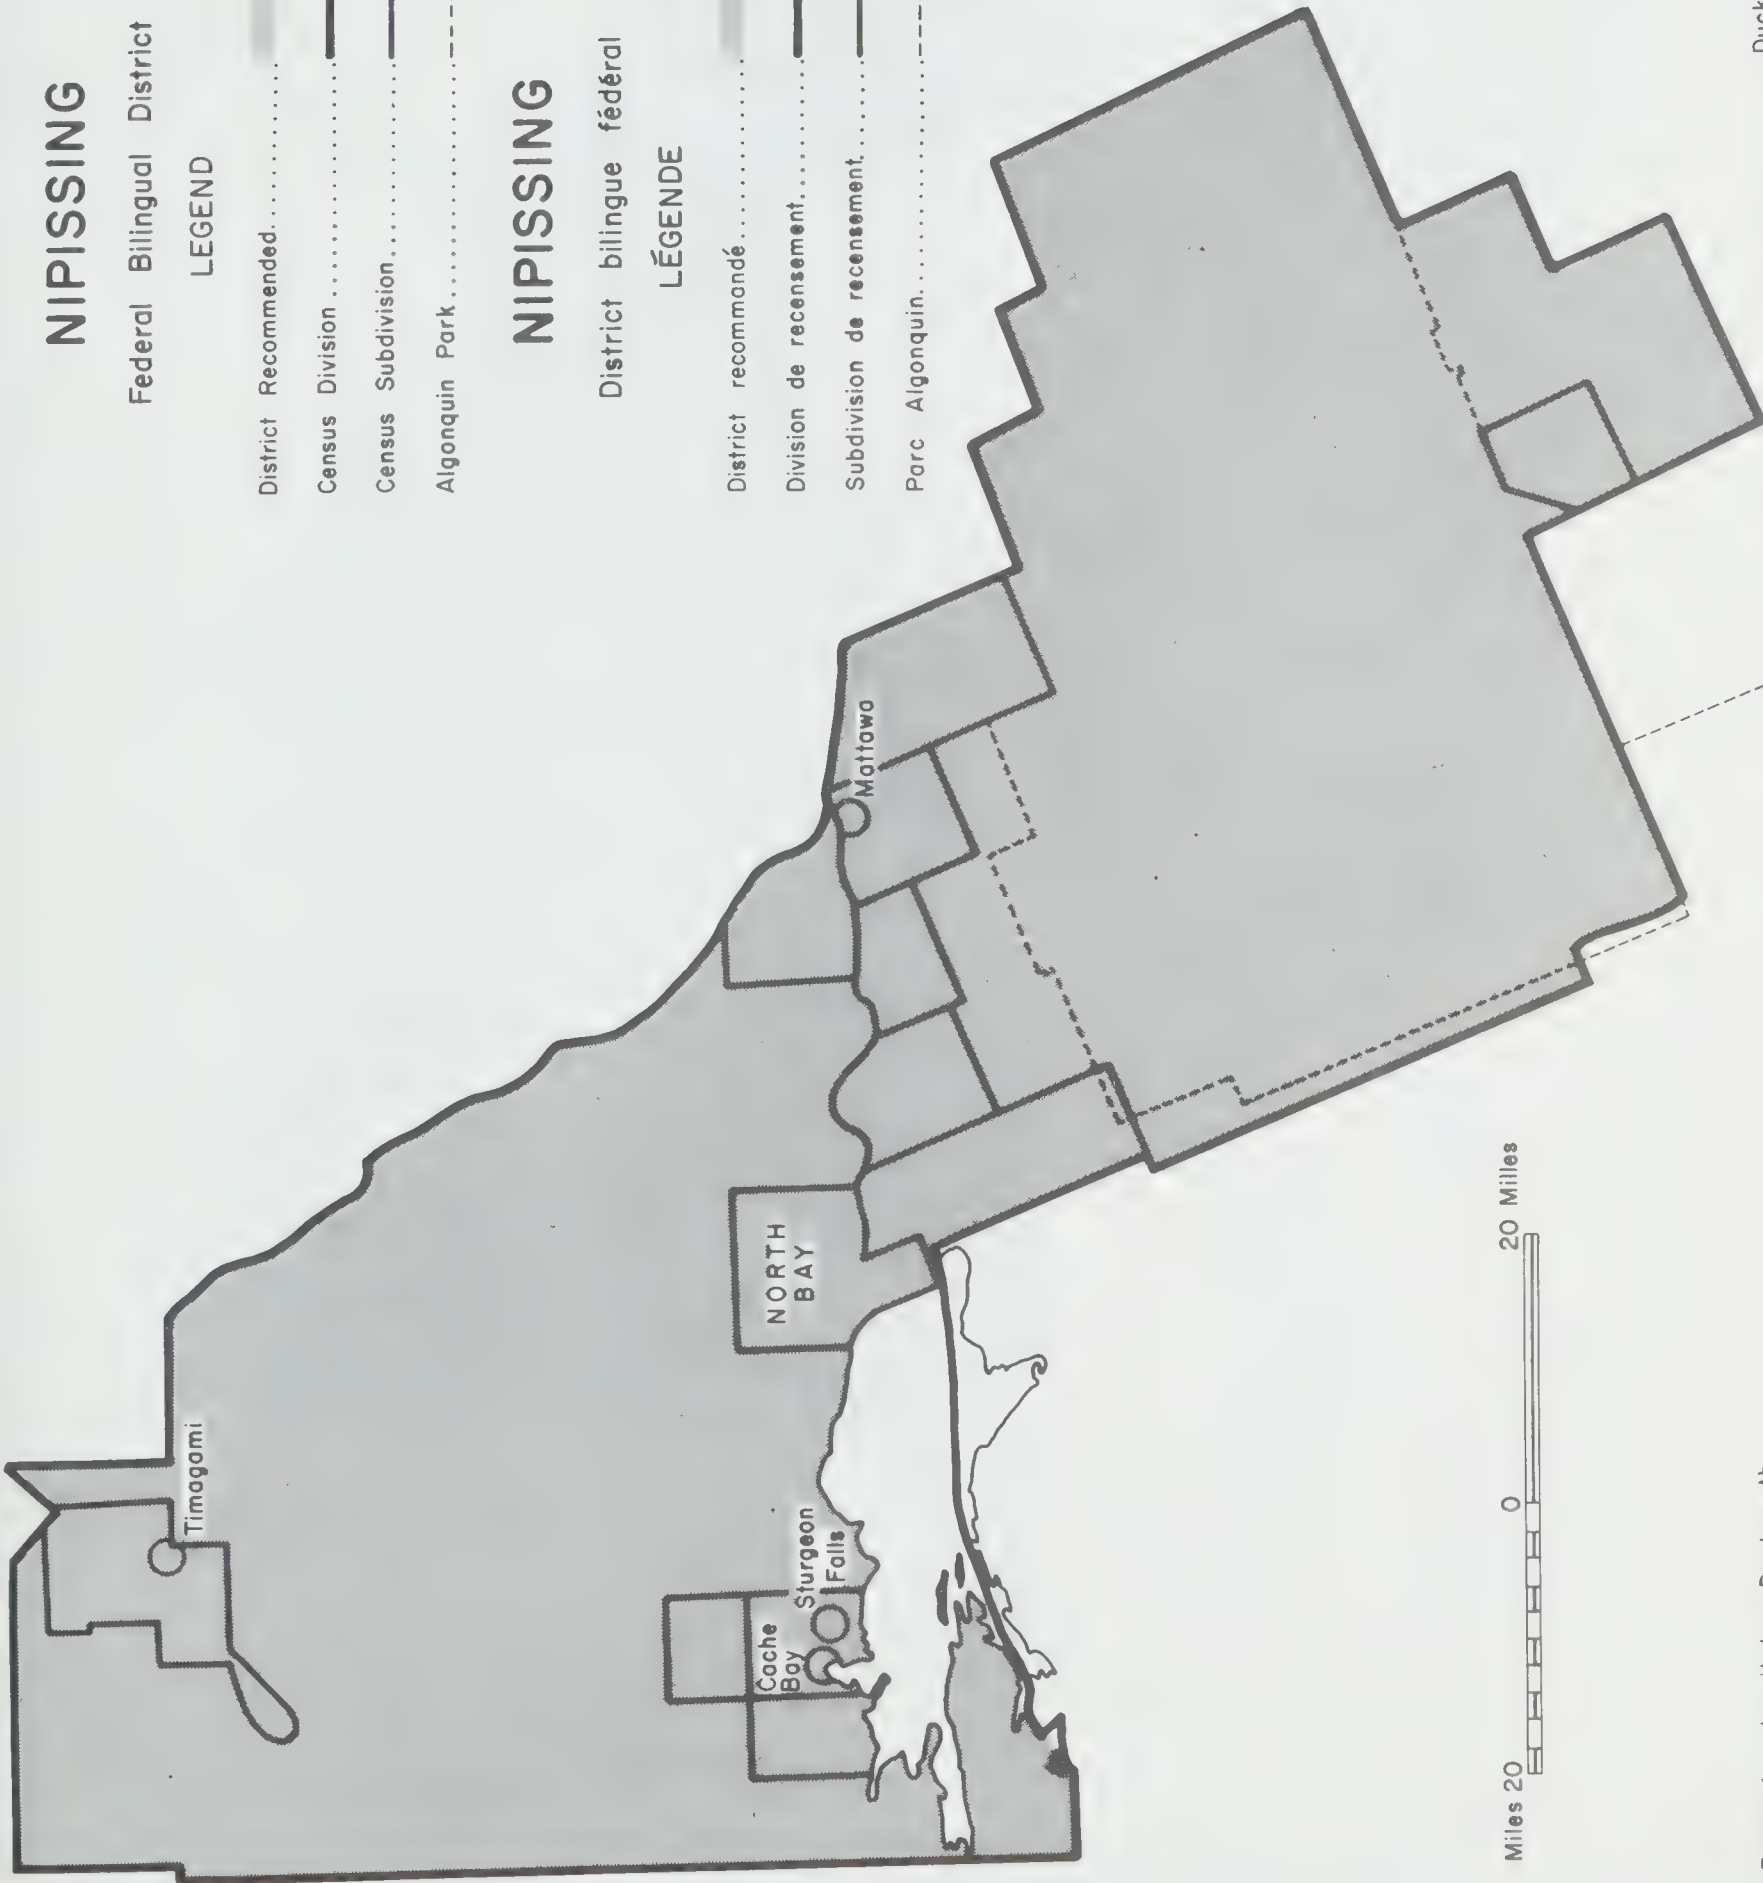 NIPISSING
Federal Bilingual District
LEGEND
District Recommended
Census Division
Census Subdivision
Algonquin Park
NIPISSING
District bilingue fédéral
LÉGENDE
District recommandé
Division de recensement
Subdivision de recensement
Parc Algonquin
Timagami
Mattawa
NORTH
BAY
Sturgeon
Falls
Cache
Bay
Miles 20 0 20 Milles